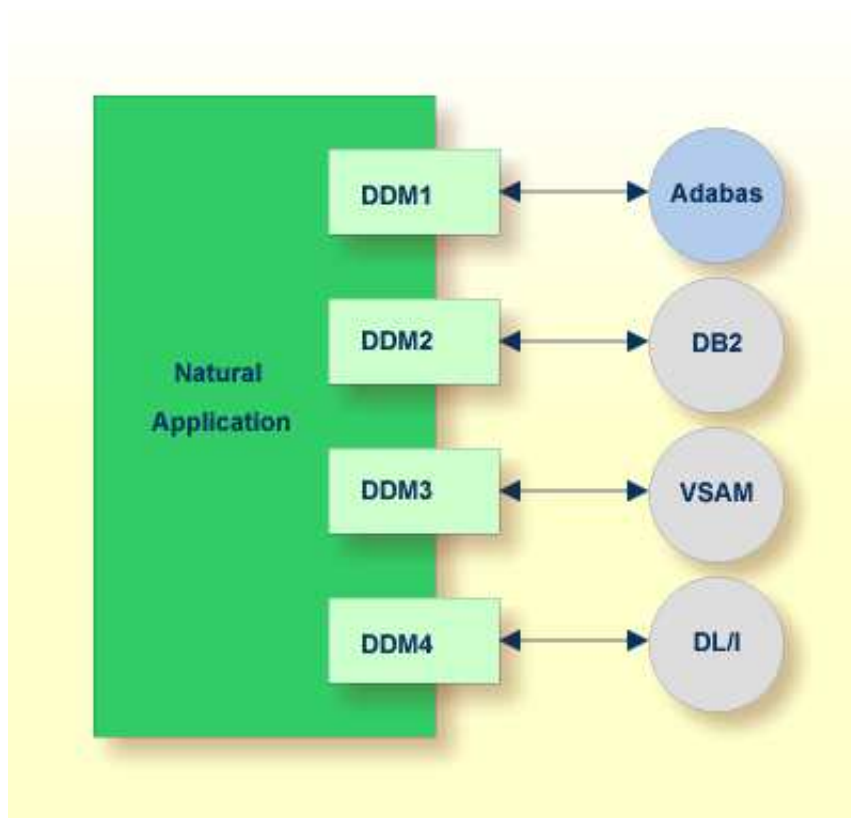 DDM1
Adabas
DDM2
DB2
Natural
Application
DDM3
VSAM
DDM4
DL/I